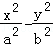 x²/a² - y²/b²